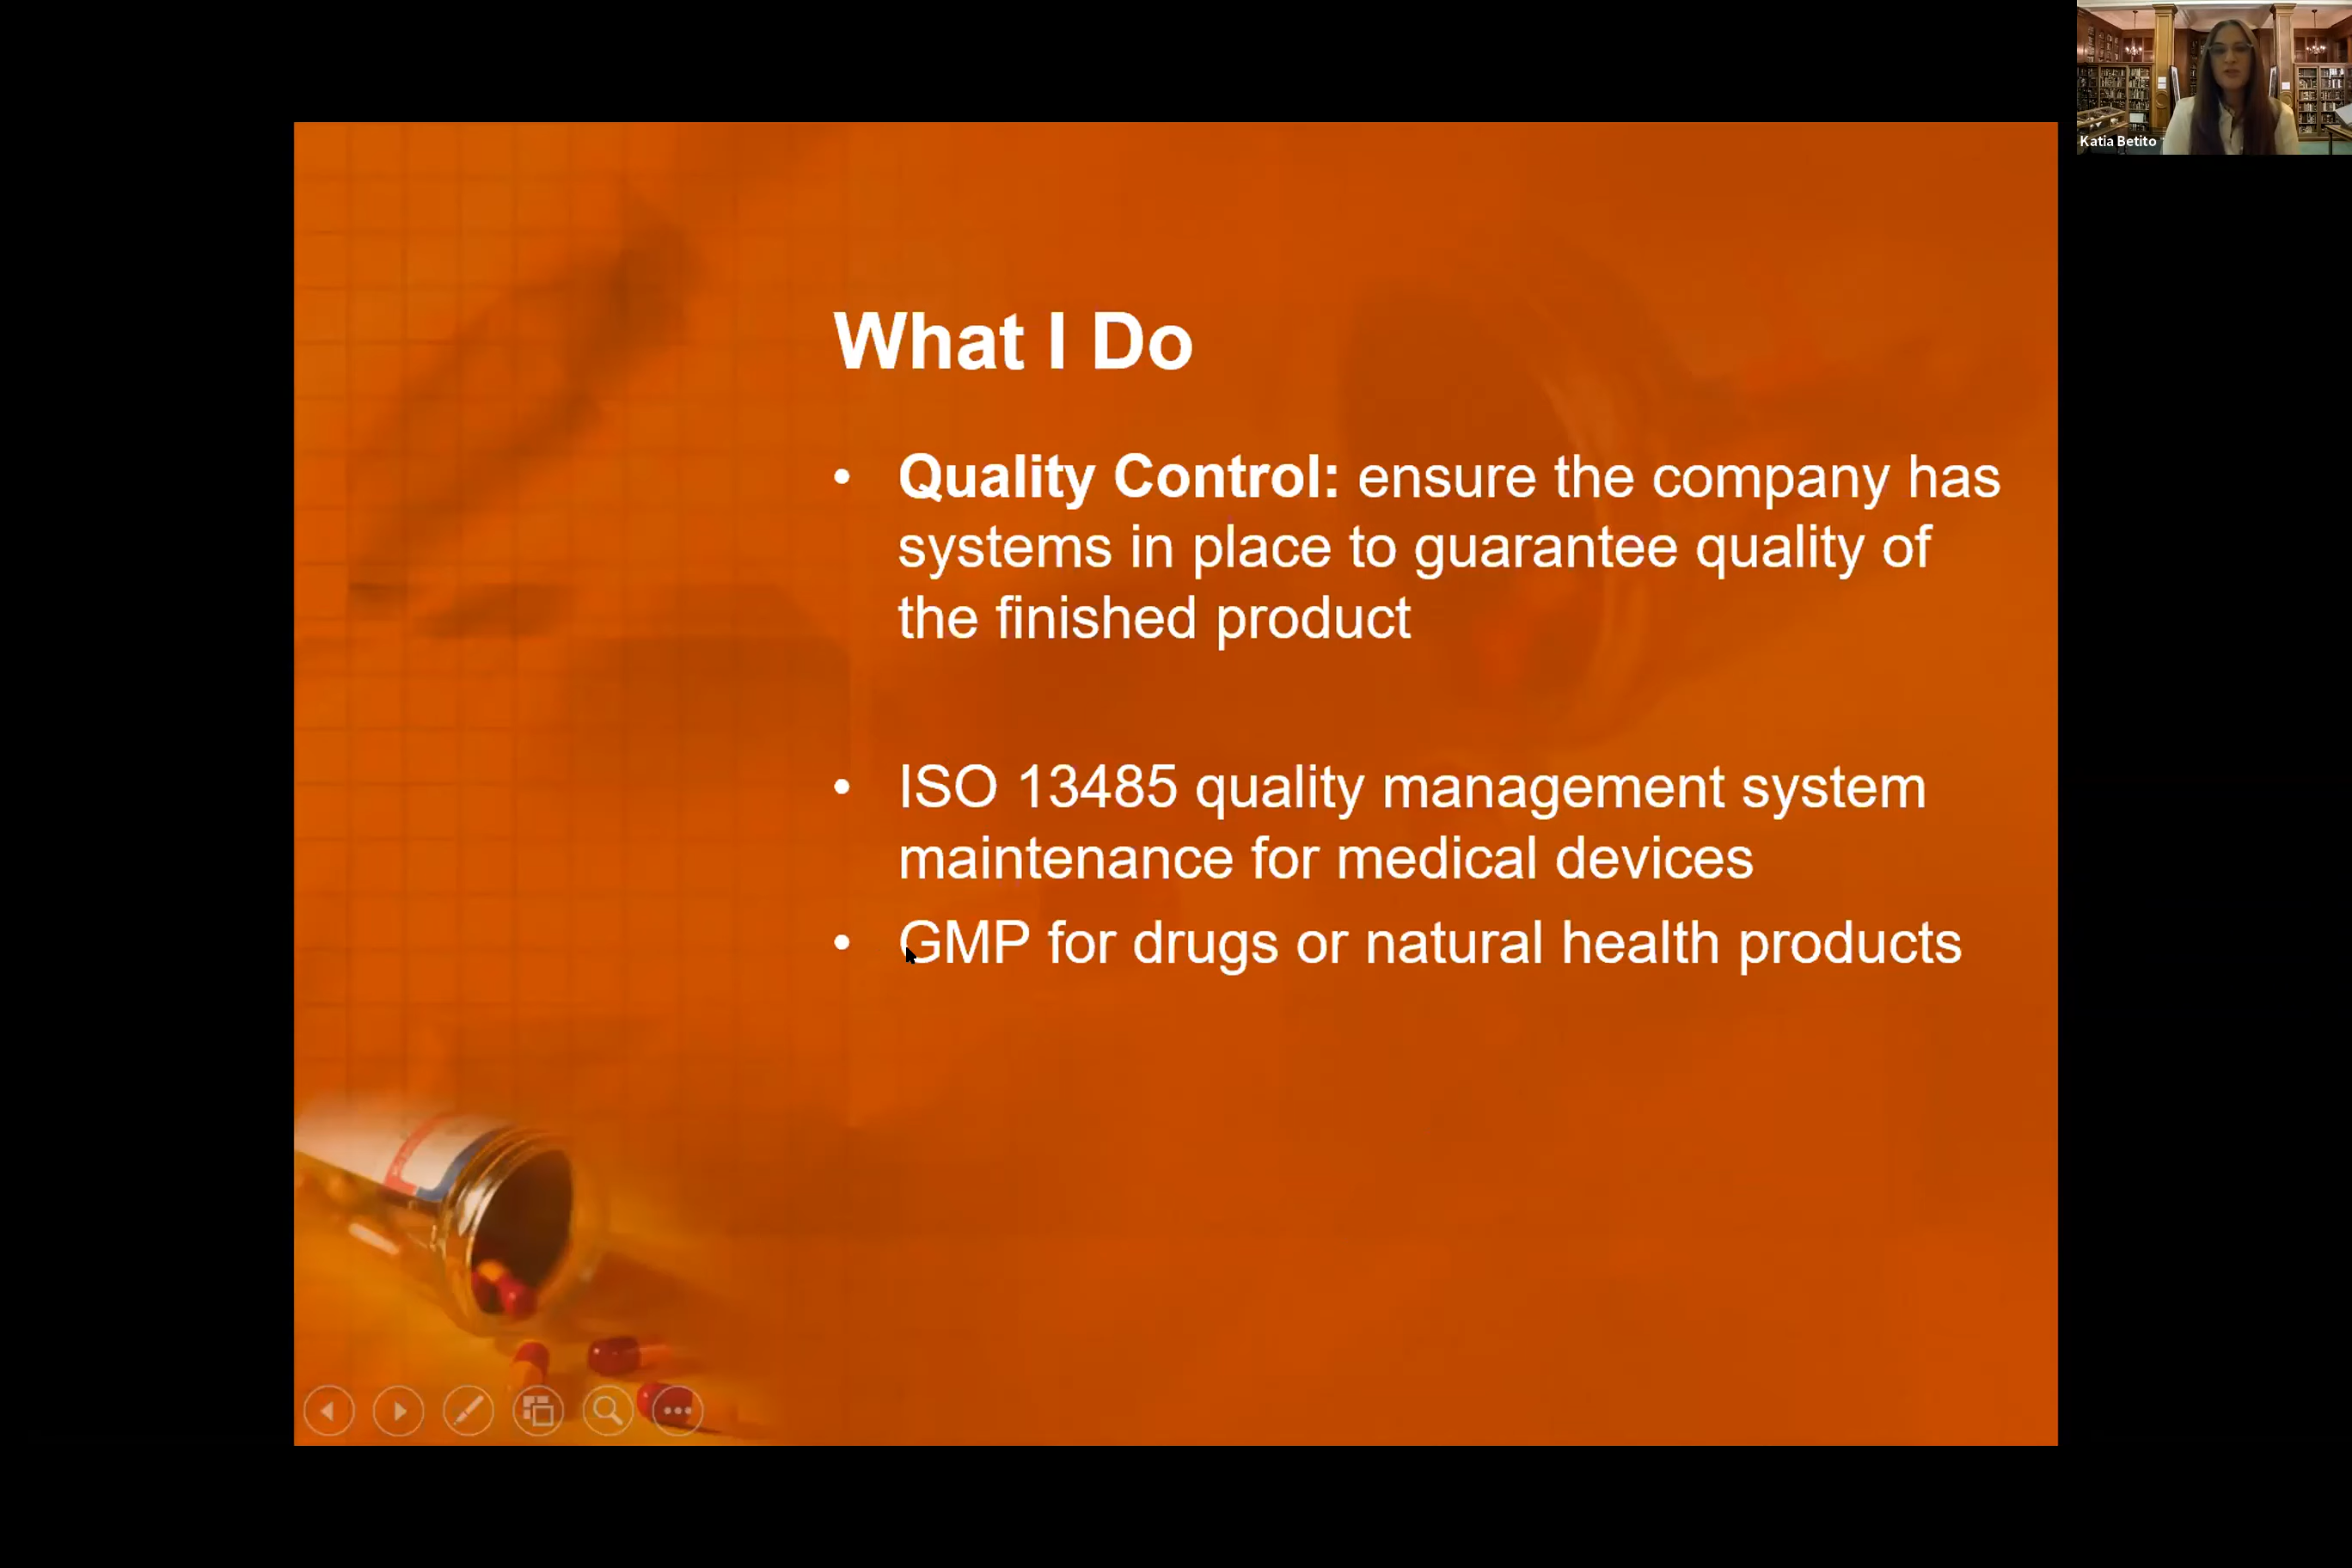 Katia Betito
What I Do
• Quality Control: ensure the company has
systems in place to guarantee quality of
the finished product
• ISO 13485 quality management system
maintenance for medical devices
• GMP for drugs or natural health products